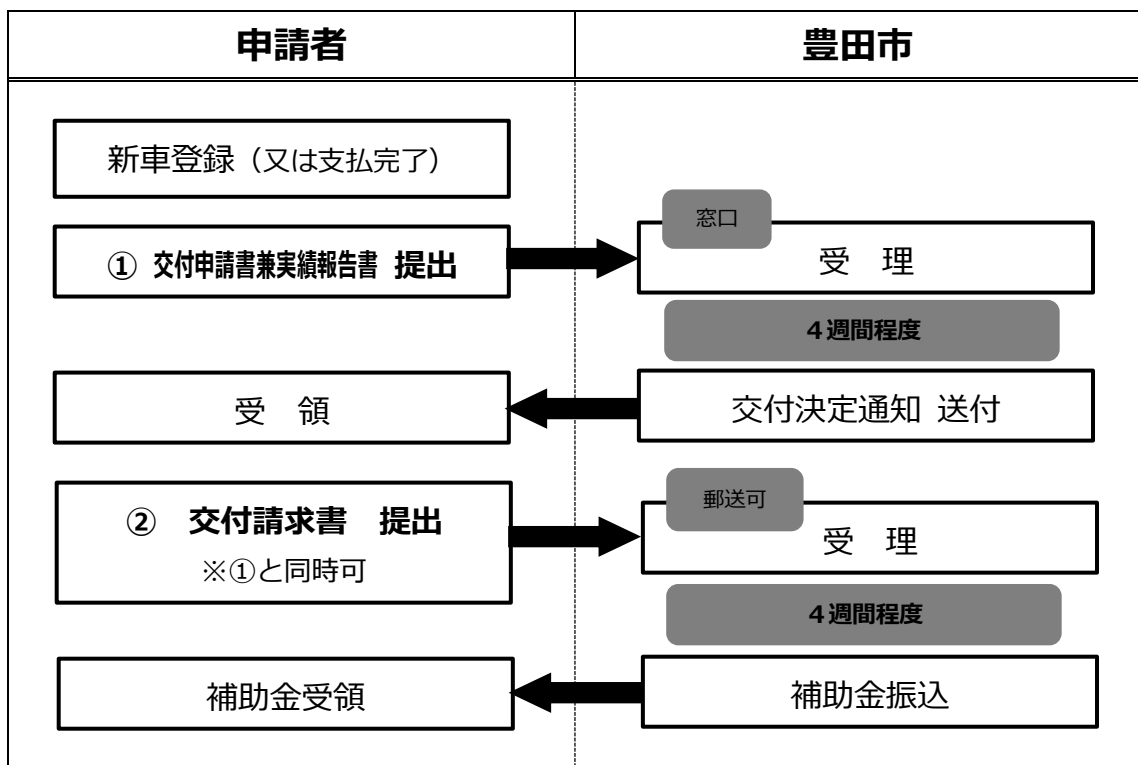 申請者
豊田市
新車登録（又は支払完了）
窓口
① 交付申請書兼実績報告書 提出
受　理
４週間程度
受　領
交付決定通知 送付
郵送可
②　交付請求書　提出
※①と同時可
受　理
４週間程度
補助金受領
補助金振込